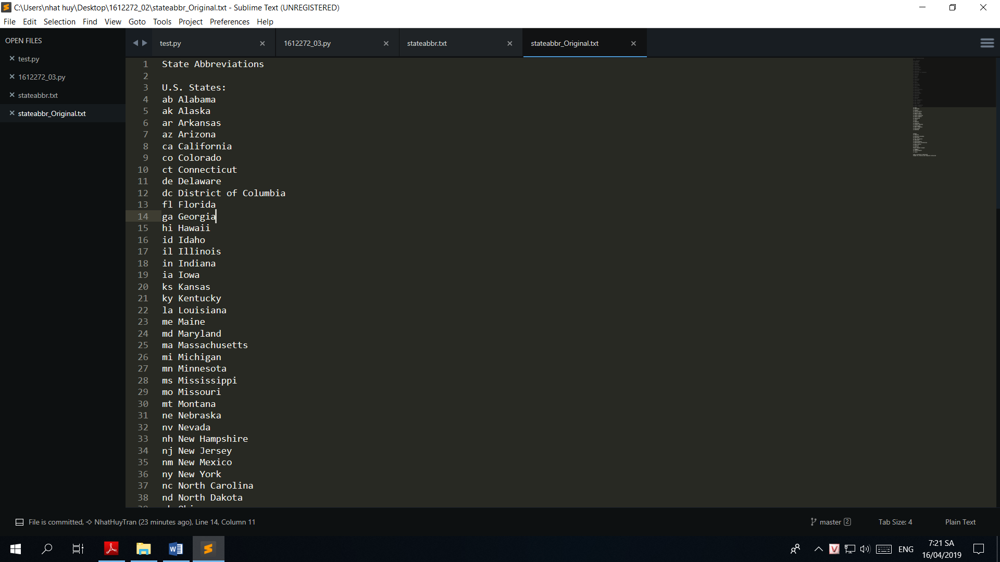 C:\Users\nhat huy\Desktop\1612272_02\stateabbr_Original.txt - Sublime Text (UNREGISTERED)
File Edit Selection Find View Goto Tools Project Preferences Help
OPEN FILES
test.py
1612272_03.py
stateabbr.txt
stateabbr_Original.txt
test.py 1612272_03.py stateabbr.txt stateabbr_Original.txt
1 State Abbreviations
2
3 U.S. States:
4 ab Alabama
5 ak Alaska
6 ar Arkansas
7 az Arizona
8 ca California
9 co Colorado
10 ct Connecticut
11 de Delaware
12 dc District of Columbia
13 fl Florida
14 ga Georgia
15 hi Hawaii
16 id Idaho
17 il Illinois
18 in Indiana
19 ia Iowa
20 ks Kansas
21 ky Kentucky
22 la Louisiana
23 me Maine
24 md Maryland
25 ma Massachusetts
26 mi Michigan
27 mn Minnesota
28 ms Mississippi
29 mo Missouri
30 mt Montana
31 ne Nebraska
32 nv Nevada
33 nh New Hampshire
34 nj New Jersey
35 nm New Mexico
36 ny New York
37 nc North Carolina
38 nd North Dakota
File is committed, NhatHuyTran (23 minutes ago), Line 14, Column 11
master 2 Tab Size: 4 Plain Text
ENG
7:21 SA
16/04/2019